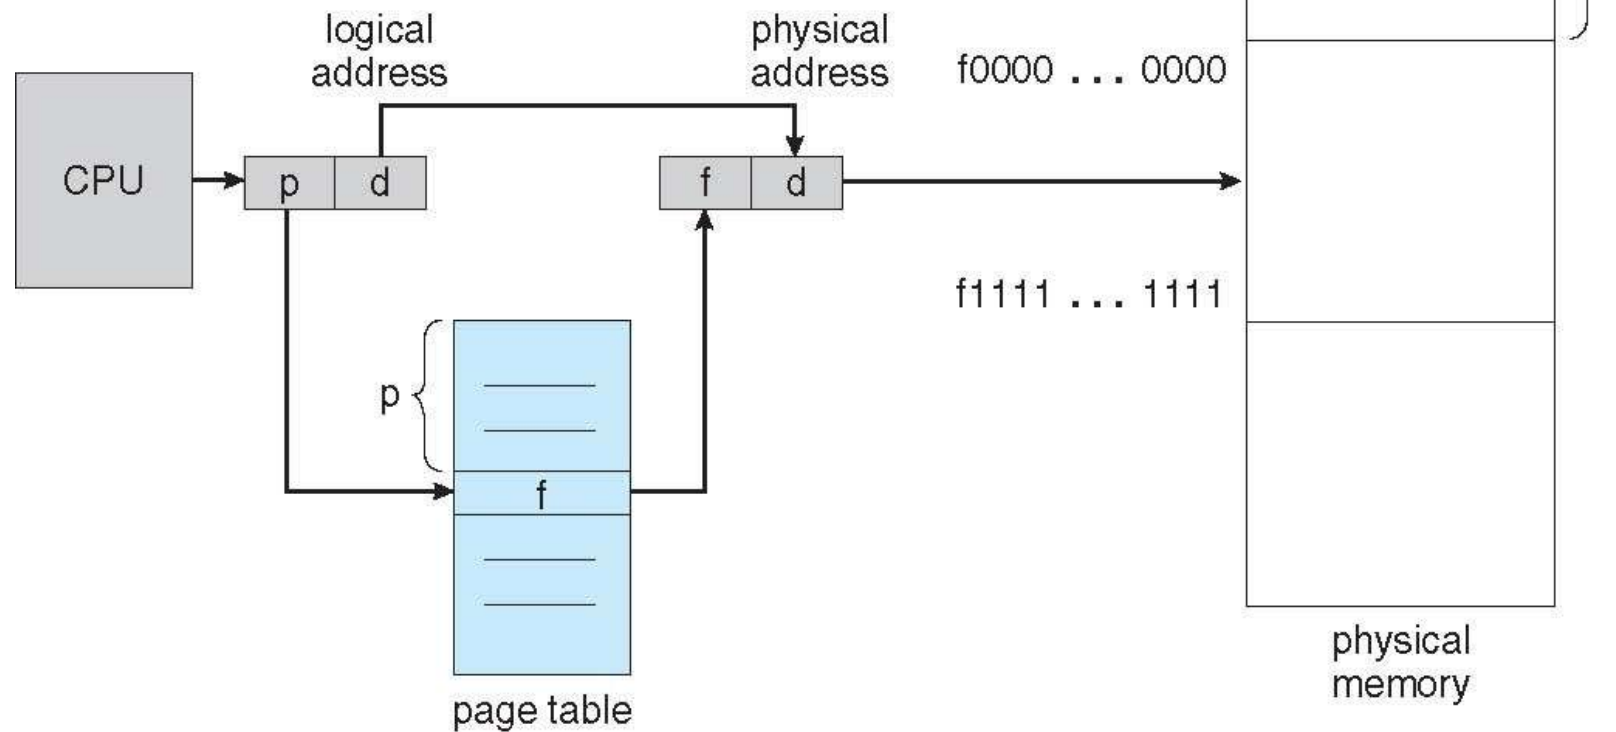 logical
address
physical
address
f0000 ... 0000
CPU
p
d
f
d
f1111 ... 1111
p
f
physical
memory
page table